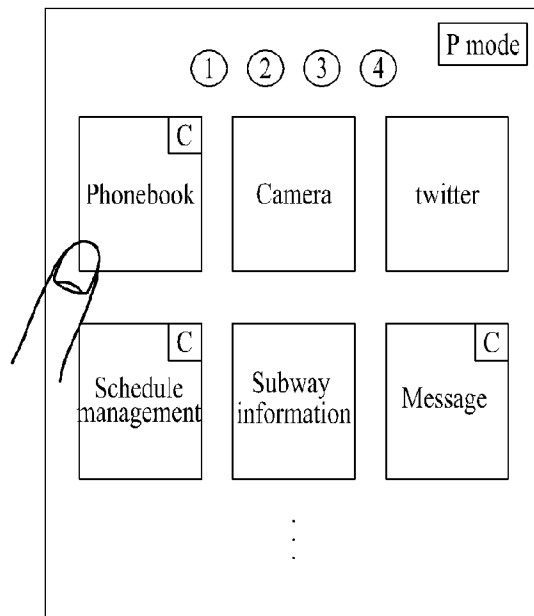 P mode
1 2 3 4
C
Phonebook Camera twitter
C C
Schedule management Subway information Message